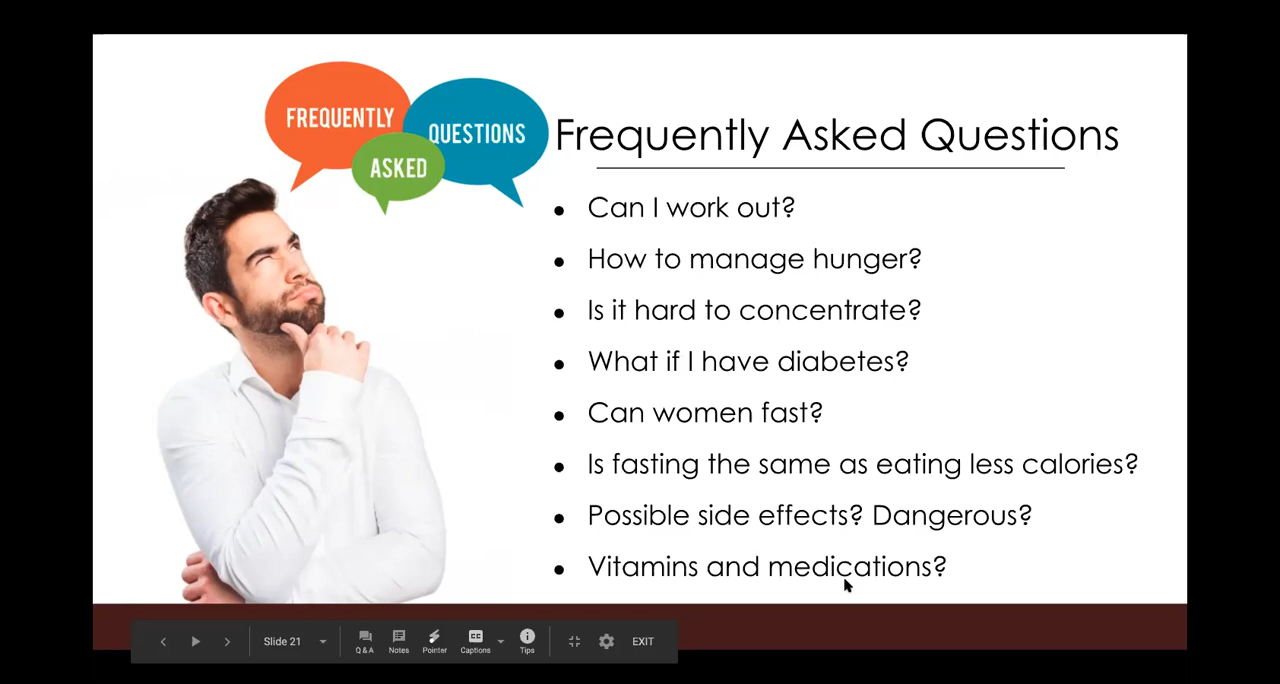 FREQUENTLY
QUESTIONS
ASKED
Frequently Asked Questions
• Can I work out?
• How to manage hunger?
• Is it hard to concentrate?
• What if I have diabetes?
• Can women fast?
• Is fasting the same as eating less calories?
• Possible side effects? Dangerous?
• Vitamins and medications?
Slide 21
Q & A
Notes
Pointer
CC
Captions
Tips
EXIT